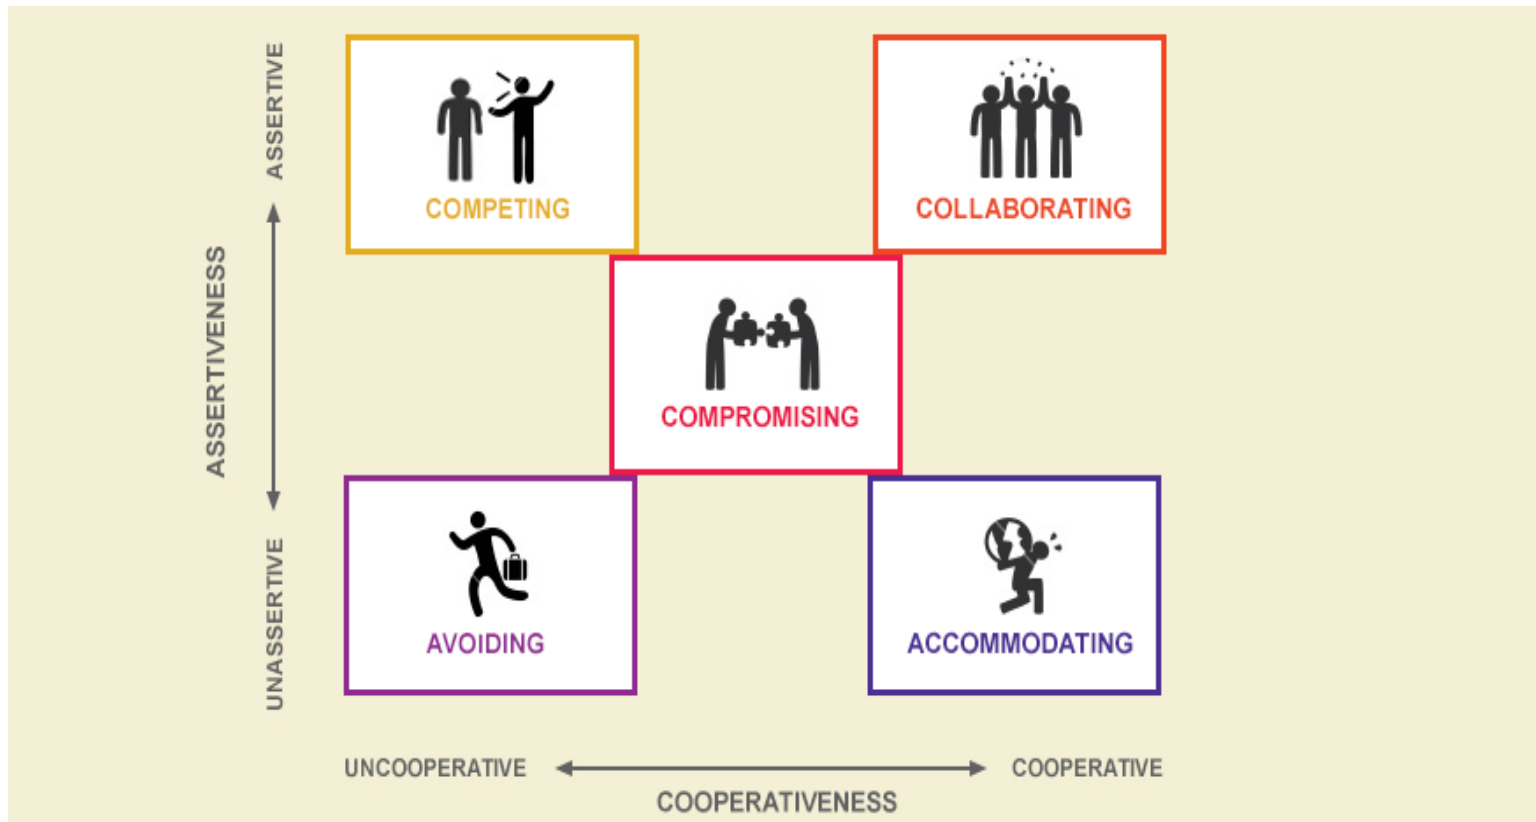 ASSERTIVE
COMPETING
COLLABORATING
ASSERTIVENESS
COMPROMISING
UNASSERTIVE
AVOIDING
ACCOMMODATING
UNCOOPERATIVE
COOPERATIVE
COOPERATIVENESS